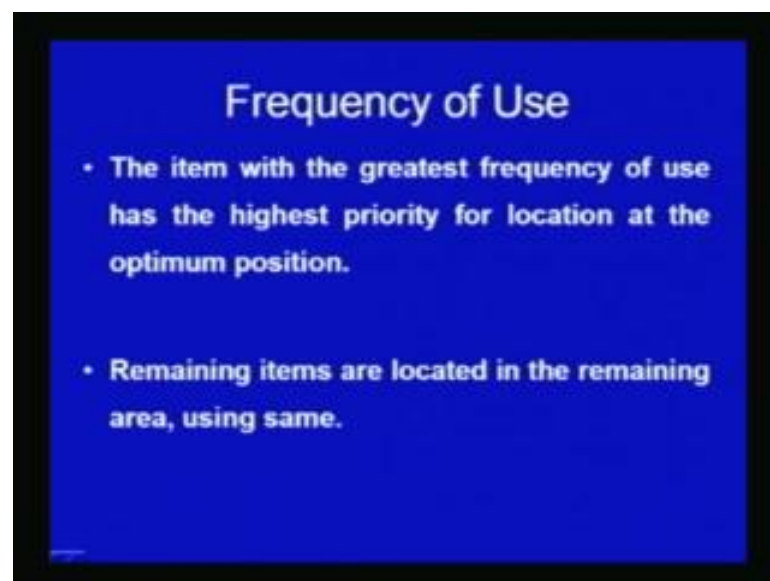 Frequency of Use
• The item with the greatest frequency of use
has the highest priority for location at the
optimum position.
• Remaining items are located in the remaining
area, using same.